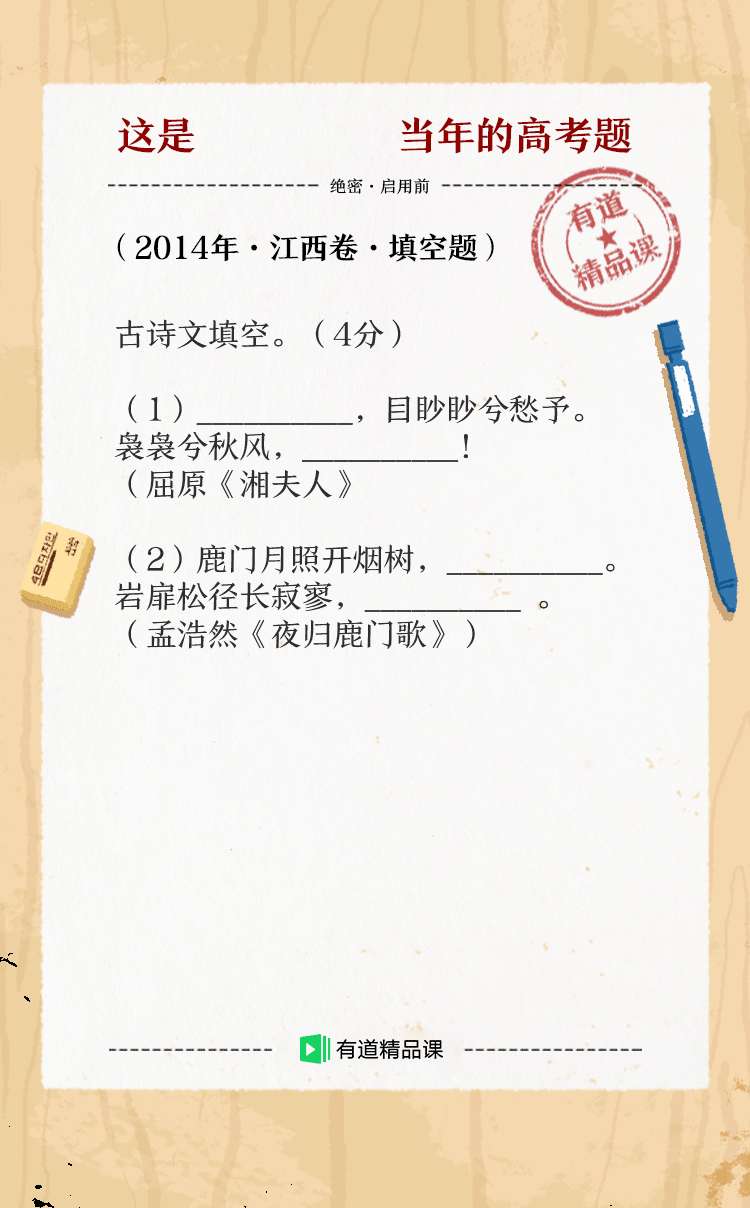 这是 当年的高考题
绝密·启用前
有道
精品课
（2014年·江西卷·填空题）
古诗文填空。（4分）
（1）__________，目眇眇兮愁予。
袅袅兮秋风，__________！
（屈原《湘夫人》
（2）鹿门月照开烟树，__________。
岩扉松径长寂寥，__________ 。
（孟浩然《夜归鹿门歌》）
有道精品课